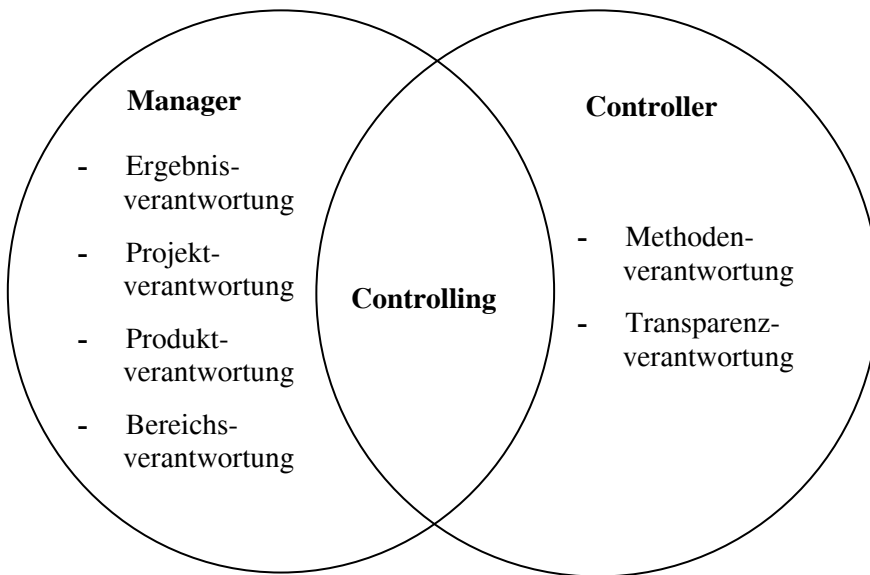 Manager
- Ergebnis-
verantwortung
- Projekt-
verantwortung
- Produkt-
verantwortung
- Bereichs-
verantwortung
Controlling
Controller
- Methoden-
verantwortung
- Transparenz-
verantwortung